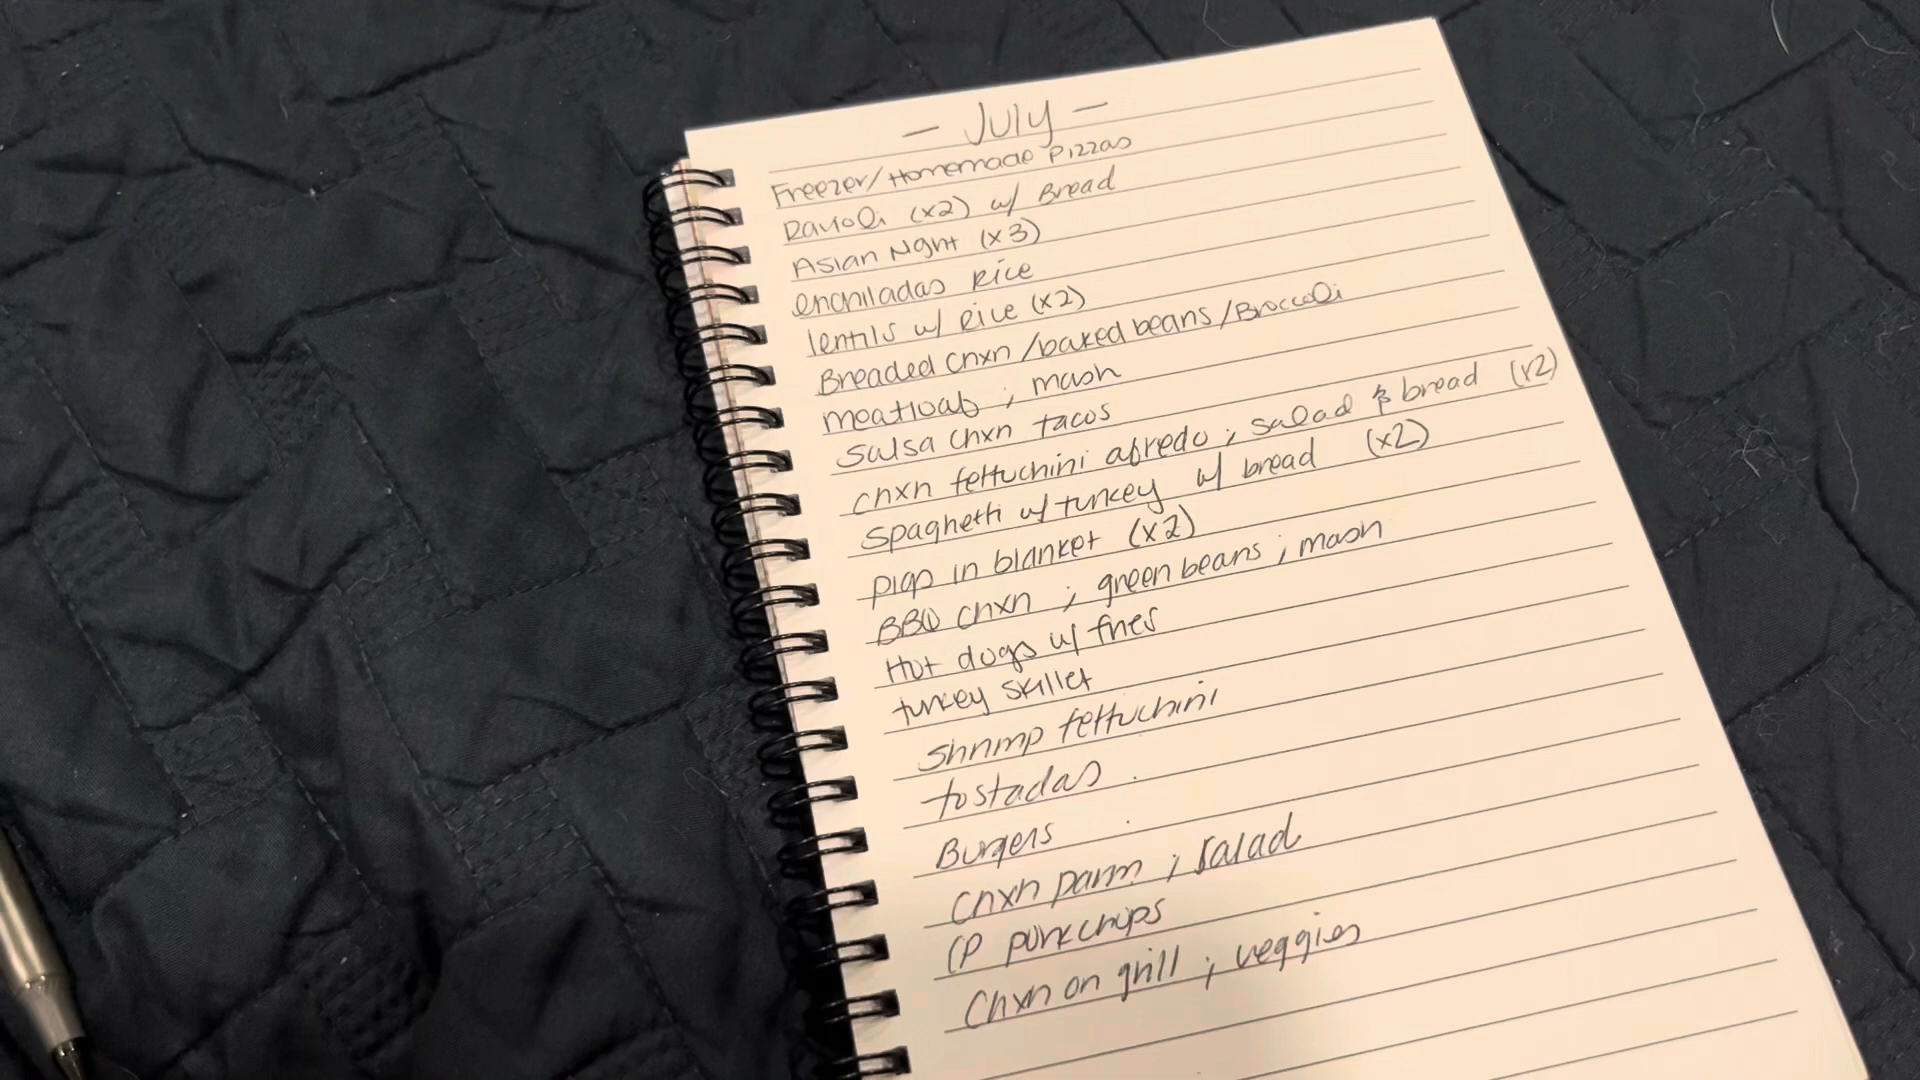 - July -
Freezer/Homemade Pizzas
Ravioli (x2) w/ Bread
Asian Nght (x3)
enchiladas Rice
lentils w/ Rice (x2)
Breaded chxn /baked beans/Broccoli
meatloaf ; mash
Salsa chxn tacos
chxn fettuchini afredo ; salad & bread (x2)
Spaghetti w/ turkey w/ bread (x2)
pigs in blanket (x2)
BBQ chxn ; green beans ; mash
Hot dogs w/ fries
turkey skillet
Shrimp fettuchini
tostadas
Burgers
Chxn parm ; salad
CP porkchops
Chxn on grill ; veggies